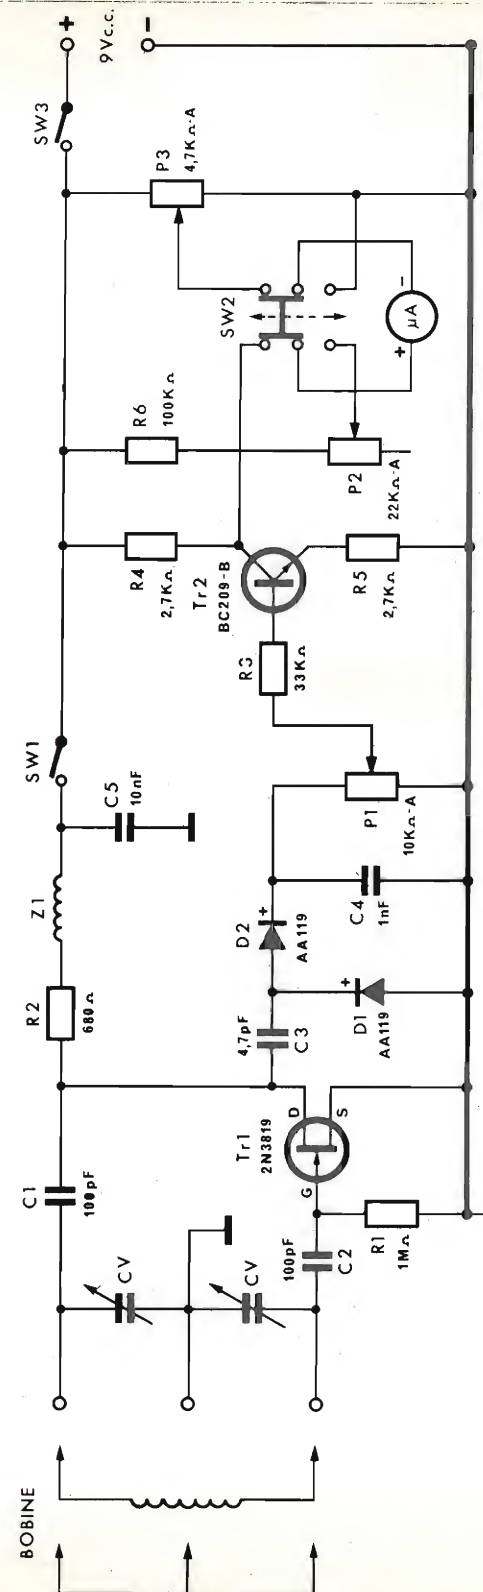 BOBINE
CV
CV
C1
100pF
C2
100pF
R1
1MΩ
Tr1
2N3819
G
D
S
R2
680Ω
Z1
C5
10nF
SW1
4,7pF
C3
D1
AA119
+
D2
AA119
+
C4
1nF
P1
10KΩ-A
R3
33KΩ
Tr2
BC209-B
R4
2,7KΩ
R5
2,7KΩ
R6
100KΩ
P2
22KΩ-A
SW2
+
µA
-
P3
4,7KΩ-A
SW3
+
9Vc.c.
-